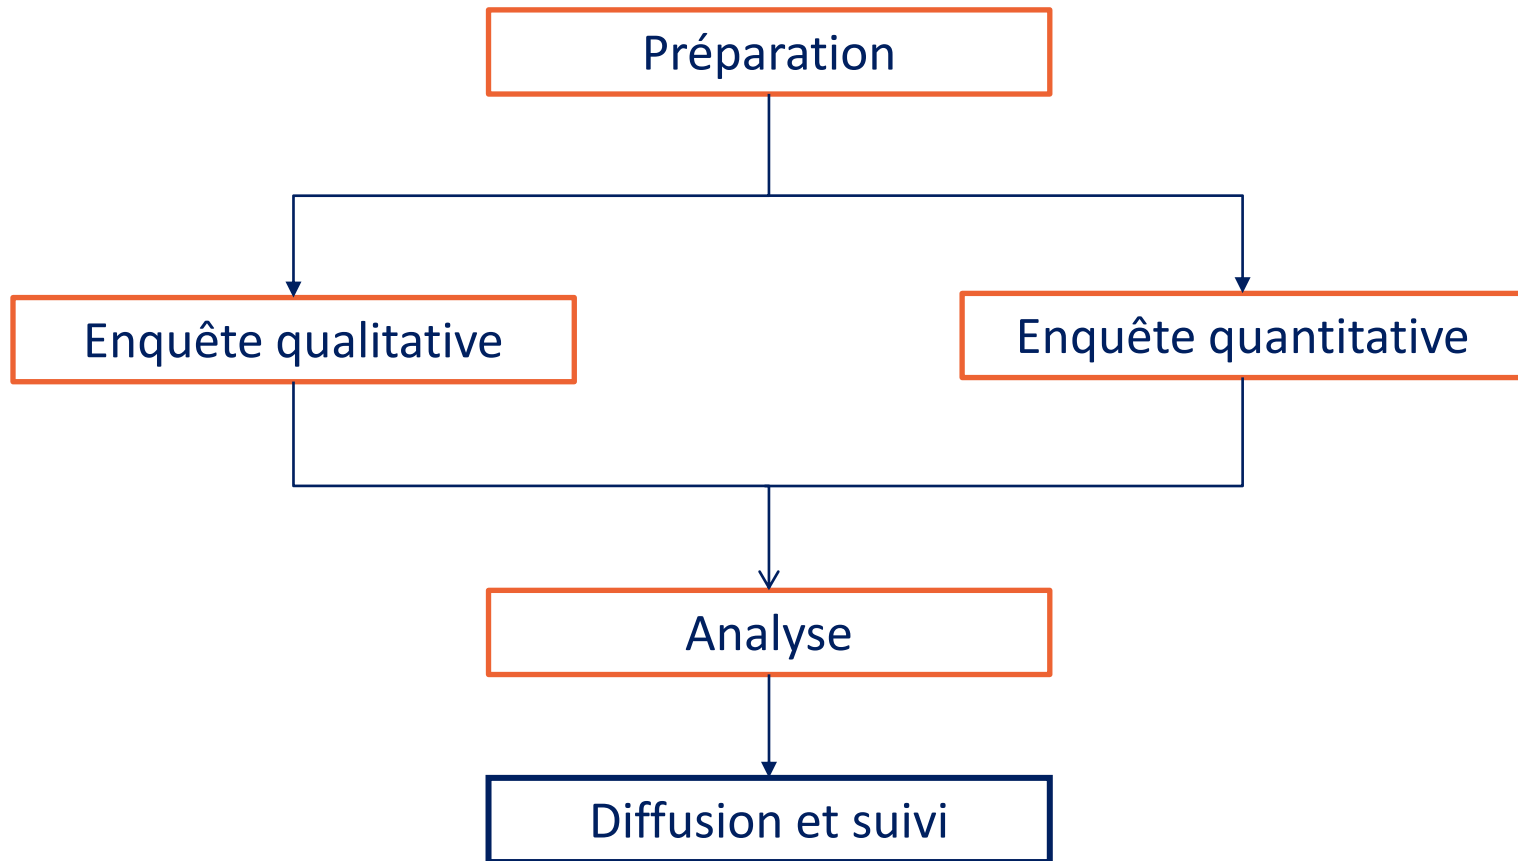 Préparation
Enquête qualitative
Enquête quantitative
Analyse
Diffusion et suivi